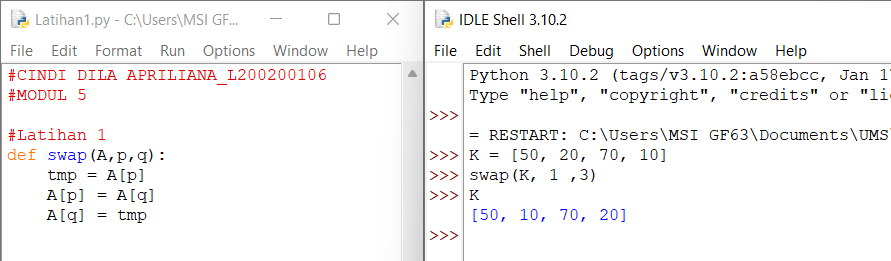 Latihan1.py - C:\Users\MSI GF...
File Edit Format Run Options Window Help
#CINDI DILA APRILIANA_L200200106
#MODUL 5
#Latihan 1
def swap(A,p,q):
    tmp = A[p]
    A[p] = A[q]
    A[q] = tmp
IDLE Shell 3.10.2
File Edit Shell Debug Options Window Help
Python 3.10.2 (tags/v3.10.2:a58ebcc, Jan 1
Type "help", "copyright", "credits" or "li
>>>
= RESTART: C:\Users\MSI GF63\Documents\UMS\
>>> K = [50, 20, 70, 10]
>>> swap(K, 1 ,3)
>>> K
[50, 10, 70, 20]
>>>